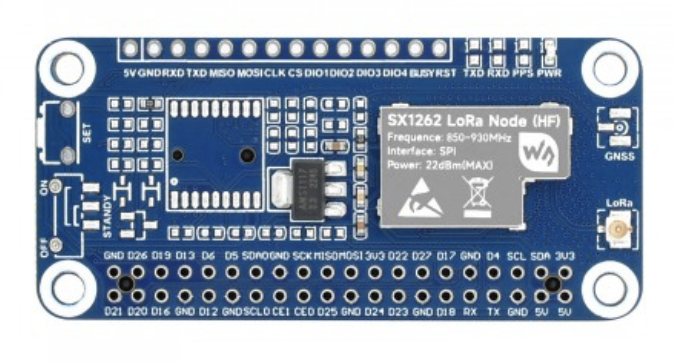 5V GND RXD TXD MISO MOSI CLK CS DIO1 DIO2 DIO3 DIO4 BUSY RST TXD RXD PPS PWR
SET
ON
OFF
STANDY
AMS1117
SX1262 LoRa Node (HF)
Frequence: 850-930MHz
Interface: SPI
Power: 22dBm(MAX)
GNSS
LoRa
GND D26 D19 D13 D6 D5 SDA0 GND SCK MISO MOSI 3V3 D22 D27 D17 GND D4 SCL SDA 3V3
D21 D20 D16 GND D12 GND SCL0 CE1 CE0 D25 GND D24 D23 GND D18 RX TX GND 5V 5V